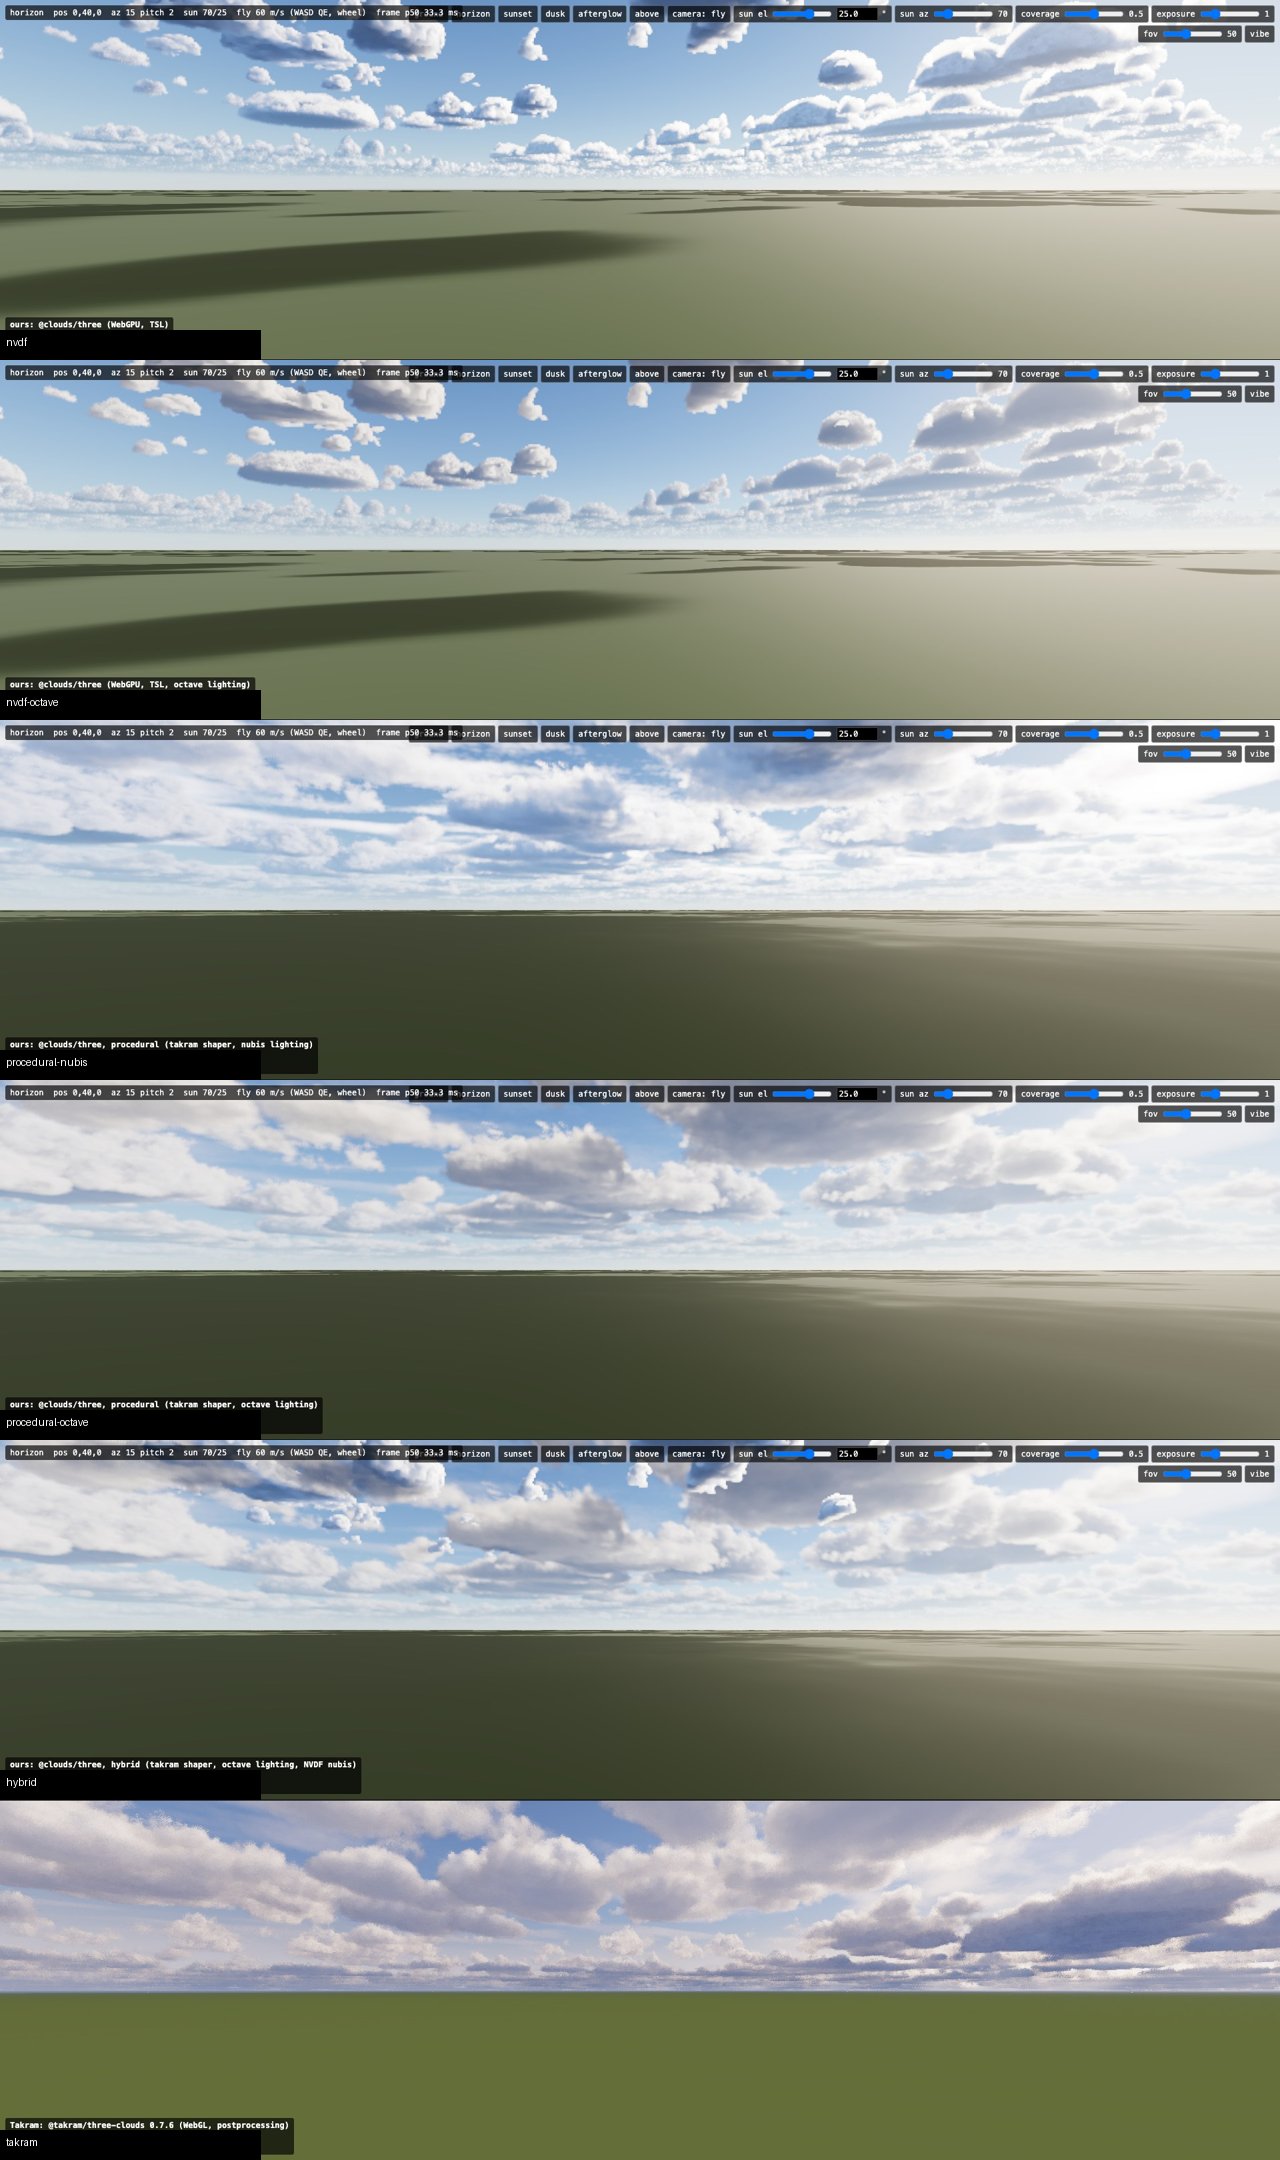 horizon pos 0,40,0 az 15 pitch 2 sun 70/25 fly 60 m/s (WASD QE, wheel) frame p50 33.3 ms orizon sunset dusk afterglow above camera: fly sun el 25.0 ° sun az 70 coverage 0.5 exposure 1
fov 50 vibe
ours: @clouds/three (WebGPU, TSL)
nvdf
horizon pos 0,40,0 az 15 pitch 2 sun 70/25 fly 60 m/s (WASD QE, wheel) frame p50 33.3 ms orizon sunset dusk afterglow above camera: fly sun el 25.0 ° sun az 70 coverage 0.5 exposure 1
fov 50 vibe
ours: @clouds/three (WebGPU, TSL, octave lighting)
nvdf-octave
horizon pos 0,40,0 az 15 pitch 2 sun 70/25 fly 60 m/s (WASD QE, wheel) frame p50 33.3 ms orizon sunset dusk afterglow above camera: fly sun el 25.0 ° sun az 70 coverage 0.5 exposure 1
fov 50 vibe
ours: @clouds/three, procedural (takram shaper, nubis lighting)
procedural-nubis
horizon pos 0,40,0 az 15 pitch 2 sun 70/25 fly 60 m/s (WASD QE, wheel) frame p50 33.3 ms orizon sunset dusk afterglow above camera: fly sun el 25.0 ° sun az 70 coverage 0.5 exposure 1
fov 50 vibe
ours: @clouds/three, procedural (takram shaper, octave lighting)
procedural-octave
horizon pos 0,40,0 az 15 pitch 2 sun 70/25 fly 60 m/s (WASD QE, wheel) frame p50 33.3 ms orizon sunset dusk afterglow above camera: fly sun el 25.0 ° sun az 70 coverage 0.5 exposure 1
fov 50 vibe
ours: @clouds/three, hybrid (takram shaper, octave lighting, NVDF nubis)
hybrid
Takram: @takram/three-clouds 0.7.6 (WebGL, postprocessing)
takram